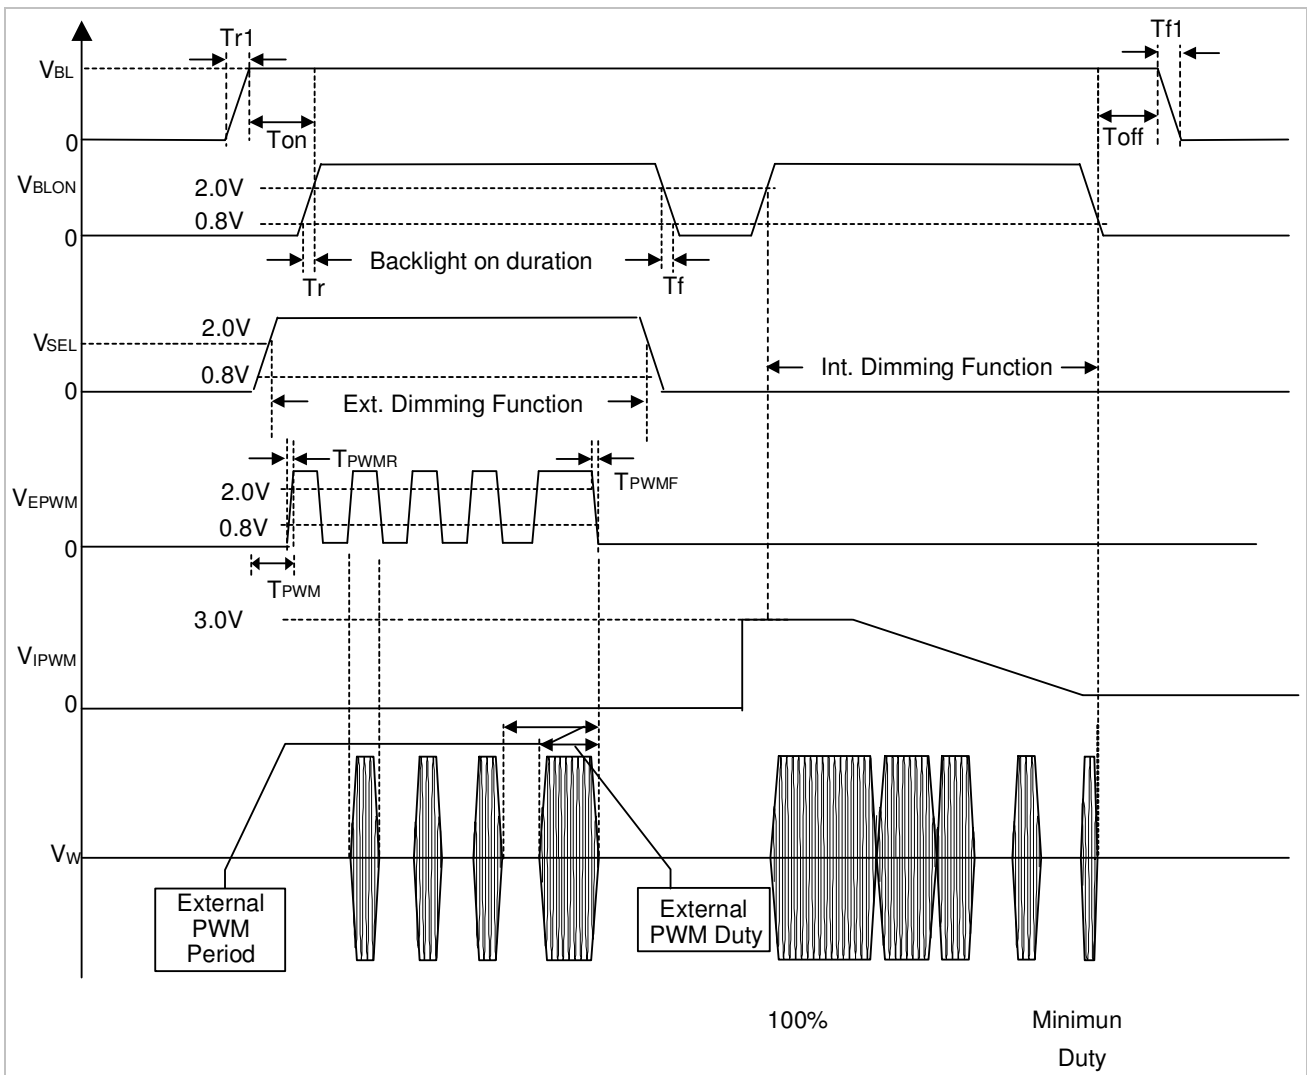 Tr1
Tf1
VBL
0
Ton
Toff
VBLON
2.0V
0.8V
0
Backlight on duration
Tr
Tf
2.0V
VSEL
0.8V
0
Int. Dimming Function
Ext. Dimming Function
TPWMR
TPWMF
2.0V
VEPWM
0.8V
0
TPWM
3.0V
VIPWM
0
VW
External
PWM
Period
External
PWM Duty
100%
Minimun
Duty